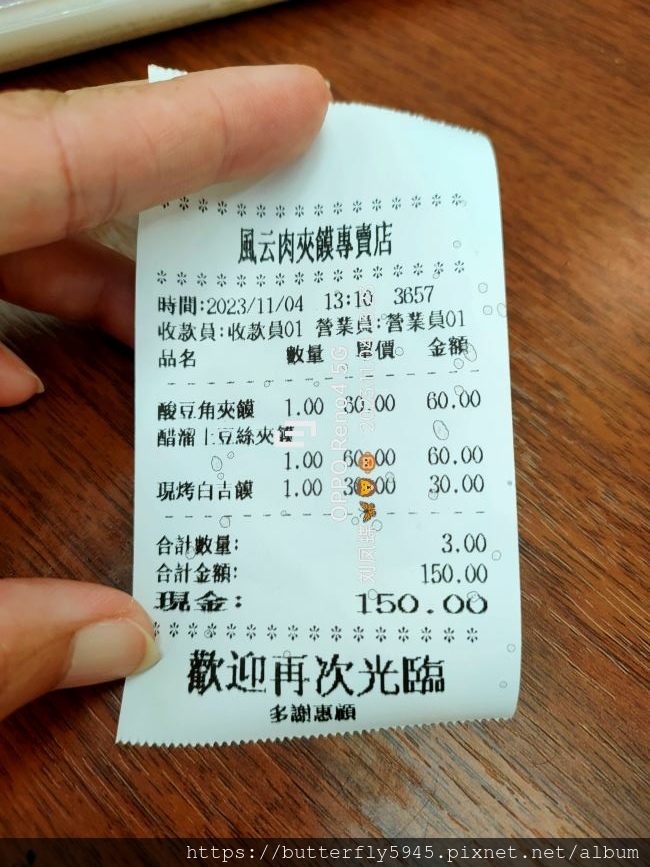 風云肉夾饃專賣店
時間:2023/11/04 13:10 3657
收款員:收款員01 營業員:營業員01
品名 數量 單價 金額
酸豆角夾饃 1.00 60.00 60.00
醋溜土豆絲夾饃
1.00 60.00 60.00
現烤白吉饃 1.00 30.00 30.00
合計數量: 3.00
合計金額: 150.00
現金: 150.00
歡迎再次光臨
多謝惠顧
OPPO Reno4 5G
https://butterfly5945.pixnet.net/album